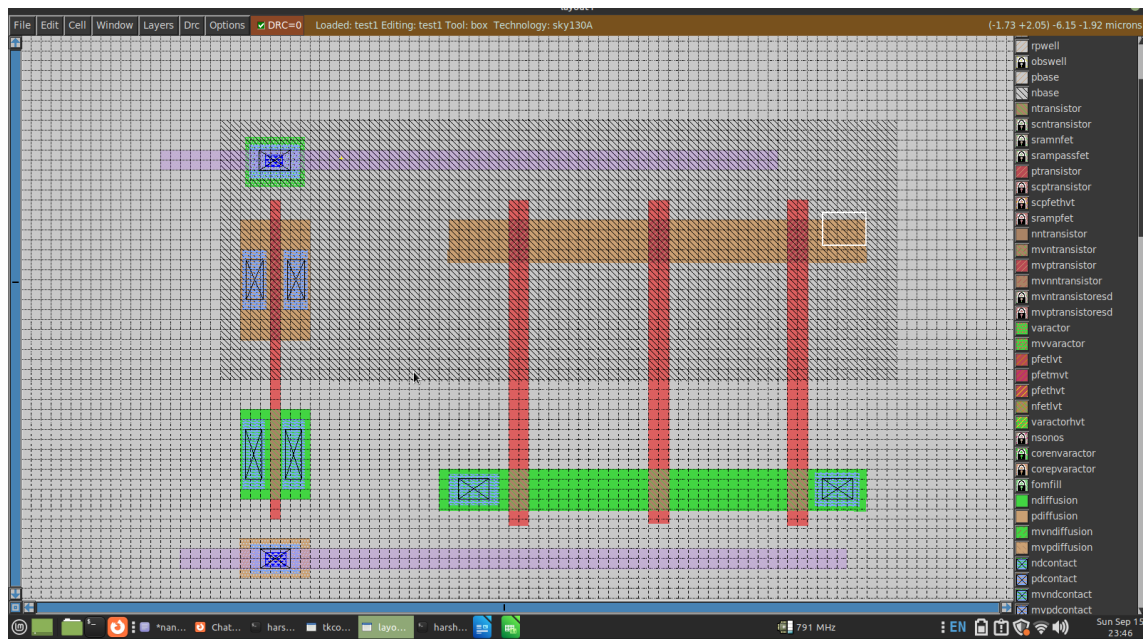 File Edit Cell Window Layers Drc Options DRC=0 Loaded: test1 Editing: test1 Tool: box Technology: sky130A (-1.73 +2.05) -6.15 -1.92 microns
rpwell
obswell
pbase
nbase
ntransistor
scntransistor
sramnfet
srampassfet
ptransistor
scptransistor
scpfethvt
srampfet
nntransistor
mvntransistor
mvptransistor
mvnntransistor
mvntransistoresd
mvptransistoresd
varactor
mvvaractor
pfetlvt
pfetmvt
pfethvt
nfetlvt
varactorhvt
nsonos
corenvaractor
corepvaractor
fomfill
ndiffusion
pdiffusion
mvndiffusion
mvpdiffusion
ndcontact
pdcontact
mvndcontact
mvpdcontact
*nan... Chat... hars... tkco... layo... harsh... 791 MHz EN Sun Sep 1
23:46